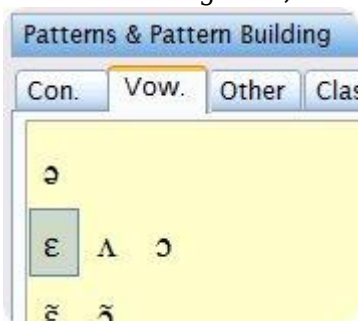 Patterns & Pattern Building
Con. Vow. Other
ə
ɛ ʌ ɔ
ɛ̃ ɔ̃